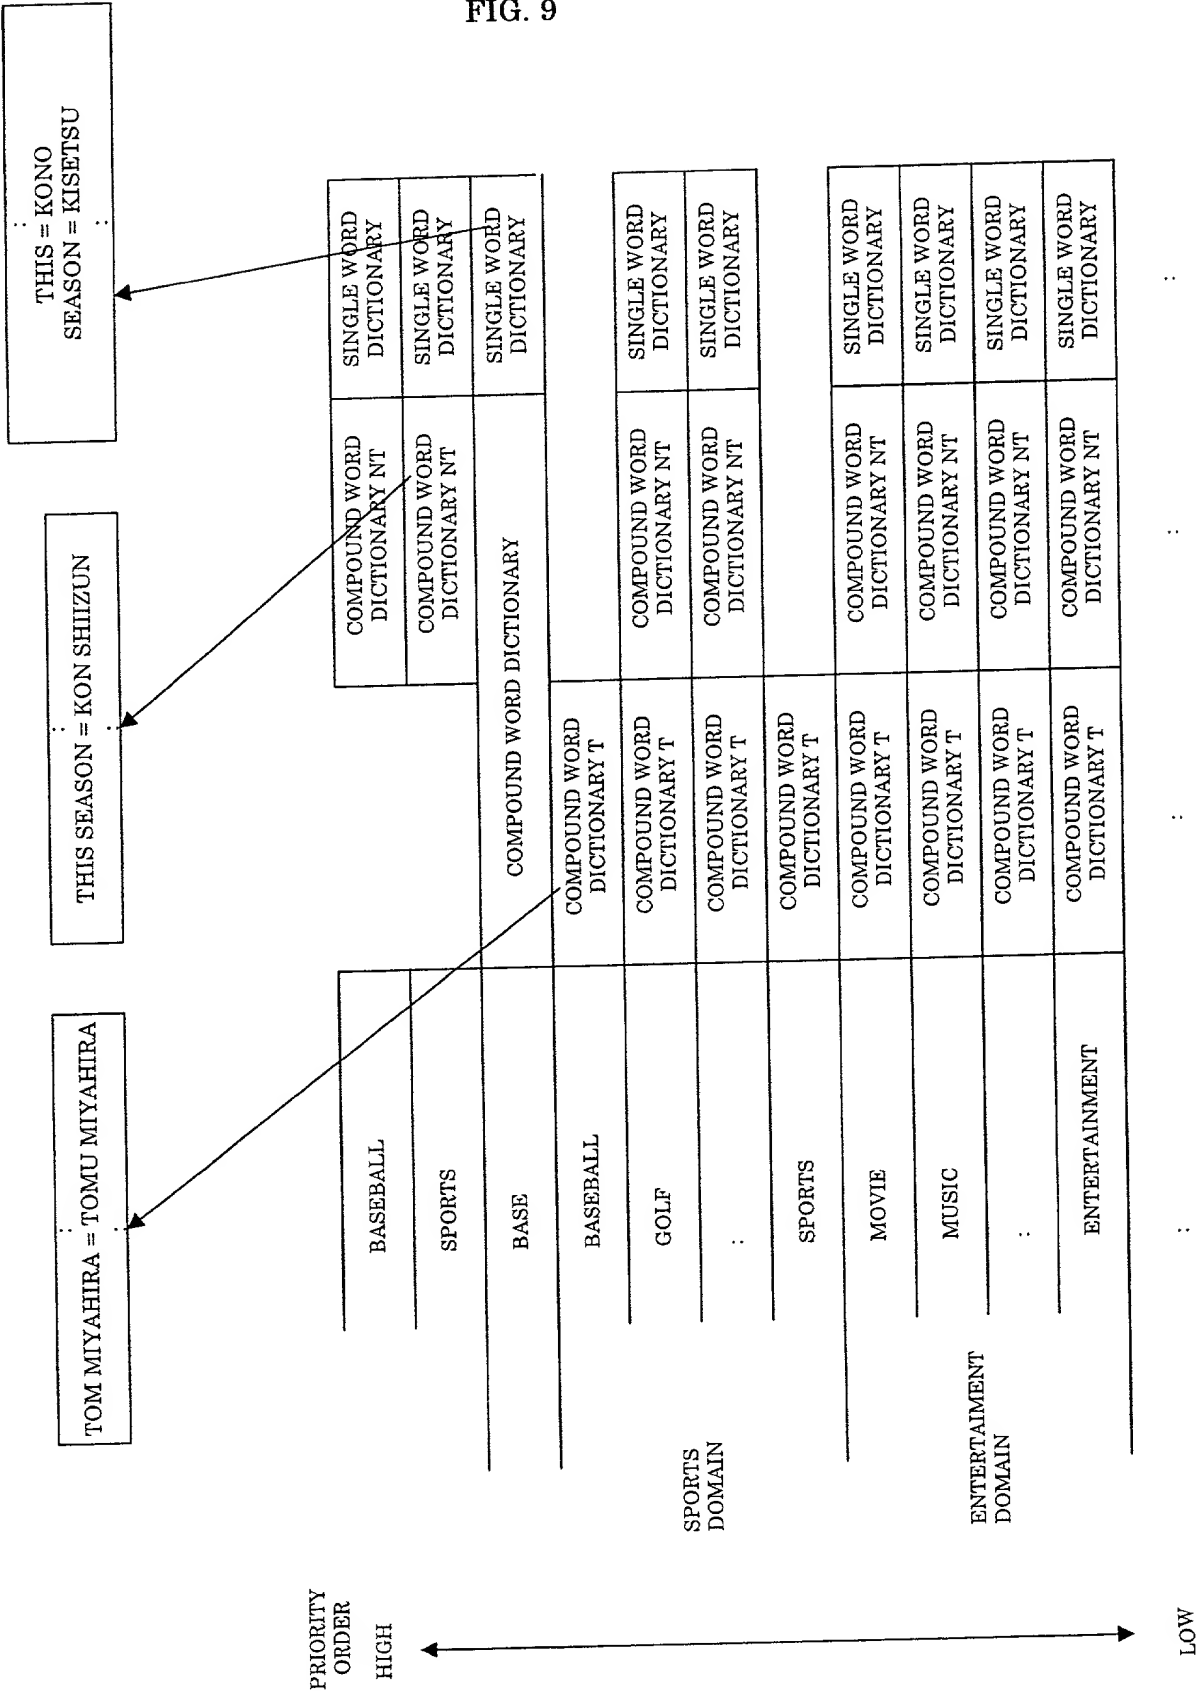 FIG. 9
TOM MIYAHIRA = TOMU MIYAHIRA
:
:
THIS SEASON = KON SHIIZUN
:
:
THIS = KONO
SEASON = KISETSU
:
:
PRIORITY
ORDER
HIGH
LOW
BASEBALL
COMPOUND WORD
DICTIONARY NT
SINGLE WORD
DICTIONARY
SPORTS
COMPOUND WORD
DICTIONARY NT
SINGLE WORD
DICTIONARY
BASE
COMPOUND WORD DICTIONARY
SINGLE WORD
DICTIONARY
SPORTS
DOMAIN
BASEBALL
COMPOUND WORD
DICTIONARY T
GOLF
COMPOUND WORD
DICTIONARY T
COMPOUND WORD
DICTIONARY NT
SINGLE WORD
DICTIONARY
:
COMPOUND WORD
DICTIONARY T
COMPOUND WORD
DICTIONARY NT
SINGLE WORD
DICTIONARY
SPORTS
COMPOUND WORD
DICTIONARY T
ENTERTAIMENT
DOMAIN
MOVIE
COMPOUND WORD
DICTIONARY T
COMPOUND WORD
DICTIONARY NT
SINGLE WORD
DICTIONARY
MUSIC
COMPOUND WORD
DICTIONARY T
COMPOUND WORD
DICTIONARY NT
SINGLE WORD
DICTIONARY
:
COMPOUND WORD
DICTIONARY T
COMPOUND WORD
DICTIONARY NT
SINGLE WORD
DICTIONARY
ENTERTAINMENT
COMPOUND WORD
DICTIONARY T
COMPOUND WORD
DICTIONARY NT
SINGLE WORD
DICTIONARY
:
:
:
: